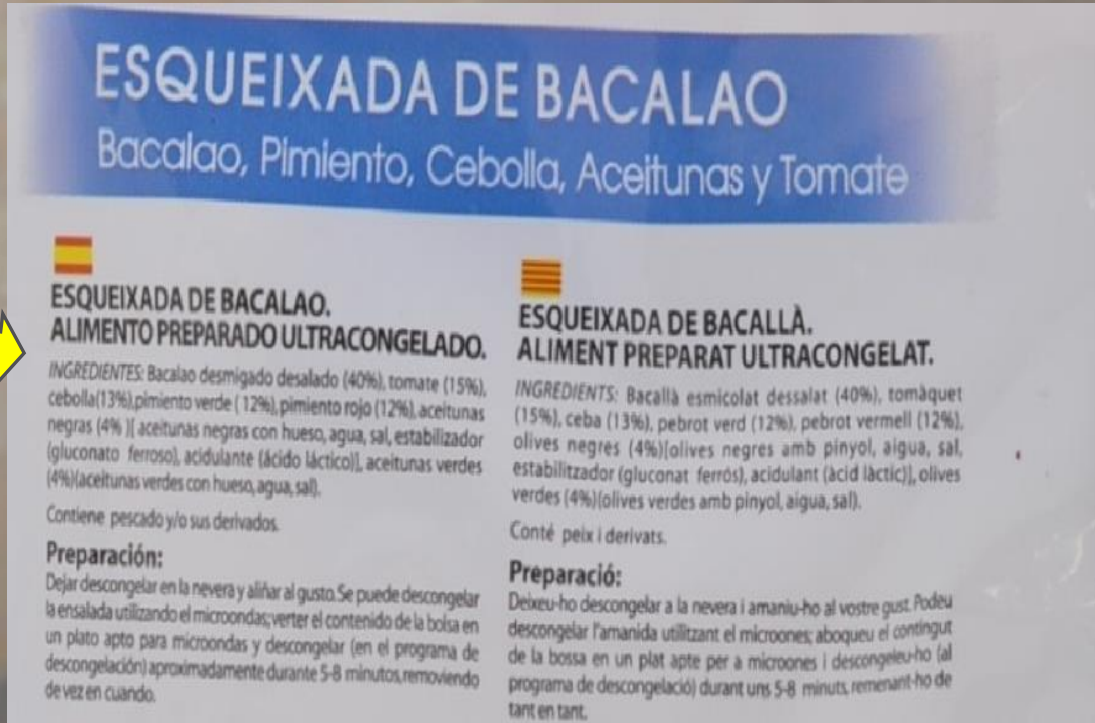 ESQUEIXADA DE BACALAO
Bacalao, Pimiento, Cebolla, Aceitunas y Tomate
ESQUEIXADA DE BACALAO.
ALIMENTO PREPARADO ULTRACONGELADO.
INGREDIENTES: Bacalao desmigado desalado (40%), tomate (15%),
cebolla(13%),pimiento verde ( 12%), pimiento rojo (12%), aceitunas
negras (4% )[ aceitunas negras con hueso, agua, sal, estabilizador
(gluconato ferroso), acidulante (ácido láctico)], aceitunas verdes
(4%)(aceitunas verdes con hueso, agua, sal).
Contiene pescado y/o sus derivados.
Preparación:
Dejar descongelar en la nevera y aliñar al gusto. Se puede descongelar
la ensalada utilizando el microondas; verter el contenido de la bolsa en
un plato apto para microondas y descongelar (en el programa de
descongelación) aproximadamente durante 5-8 minutos, removiendo
de vez en cuando.
ESQUEIXADA DE BACALLÀ.
ALIMENT PREPARAT ULTRACONGELAT.
INGREDIENTS: Bacallà esmicolat dessalat (40%), tomàquet
(15%), ceba (13%), pebrot verd (12%), pebrot vermell (12%),
olives negres (4%)[olives negres amb pinyol, aigua, sal,
estabilitzador (gluconat ferrós), acidulant (àcid làctic)], olives
verdes (4%)(olives verdes amb pinyol, aigua, sal).
Conté peix i derivats.
Preparació:
Deixeu-ho descongelar a la nevera i amaniu-ho al vostre gust. Podeu
descongelar l'amanida utilitzant el microones; aboqueu el contingut
de la bossa en un plat apte per a microones i descongeleu-ho (al
programa de descongelació) durant uns 5-8 minuts, remenant-ho de
tant en tant.